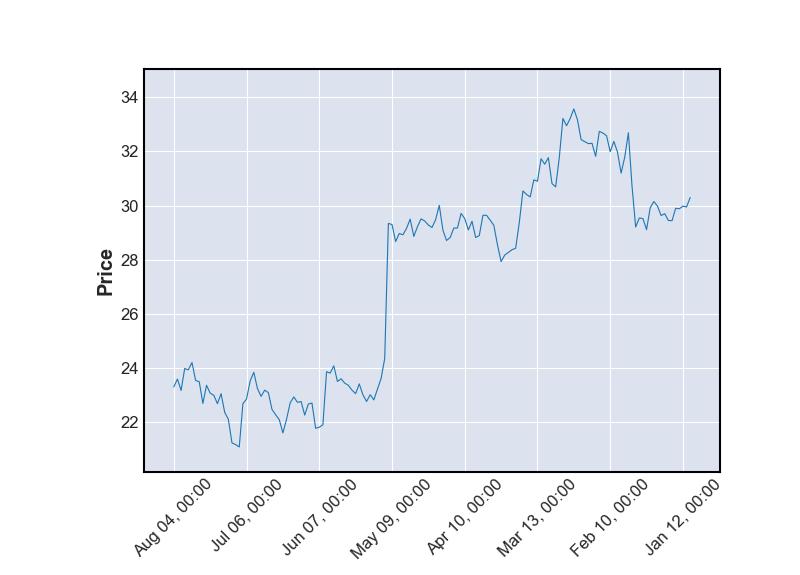 34
32
30
28
26
24
22
Price
Aug 04, 00:00
Jul 06, 00:00
Jun 07, 00:00
May 09, 00:00
Apr 10, 00:00
Mar 13, 00:00
Feb 10, 00:00
Jan 12, 00:00